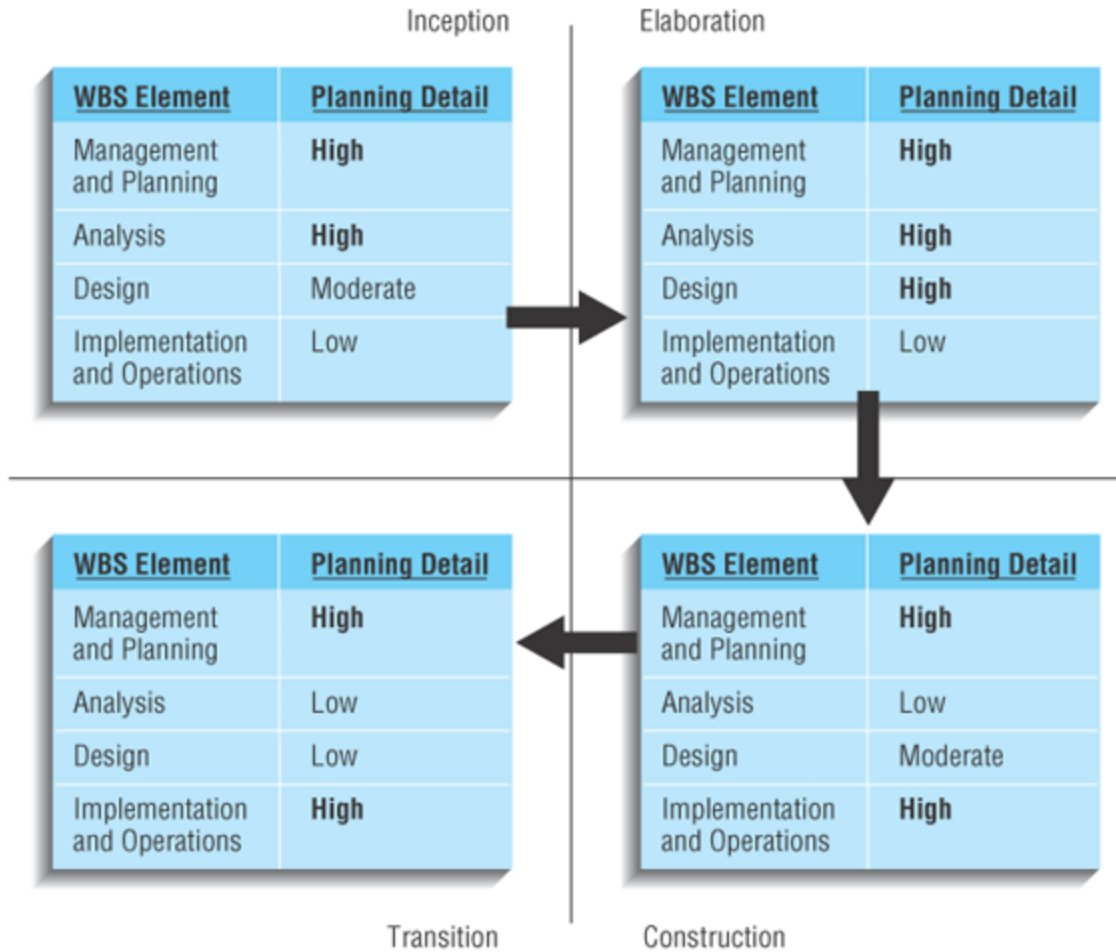 Inception
Elaboration
WBS Element Planning Detail
Management
and Planning High
Analysis High
Design Moderate
Implementation
and Operations Low
WBS Element Planning Detail
Management
and Planning High
Analysis High
Design High
Implementation
and Operations Low
WBS Element Planning Detail
Management
and Planning High
Analysis Low
Design Low
Implementation
and Operations High
WBS Element Planning Detail
Management
and Planning High
Analysis Low
Design Moderate
Implementation
and Operations High
Transition
Construction